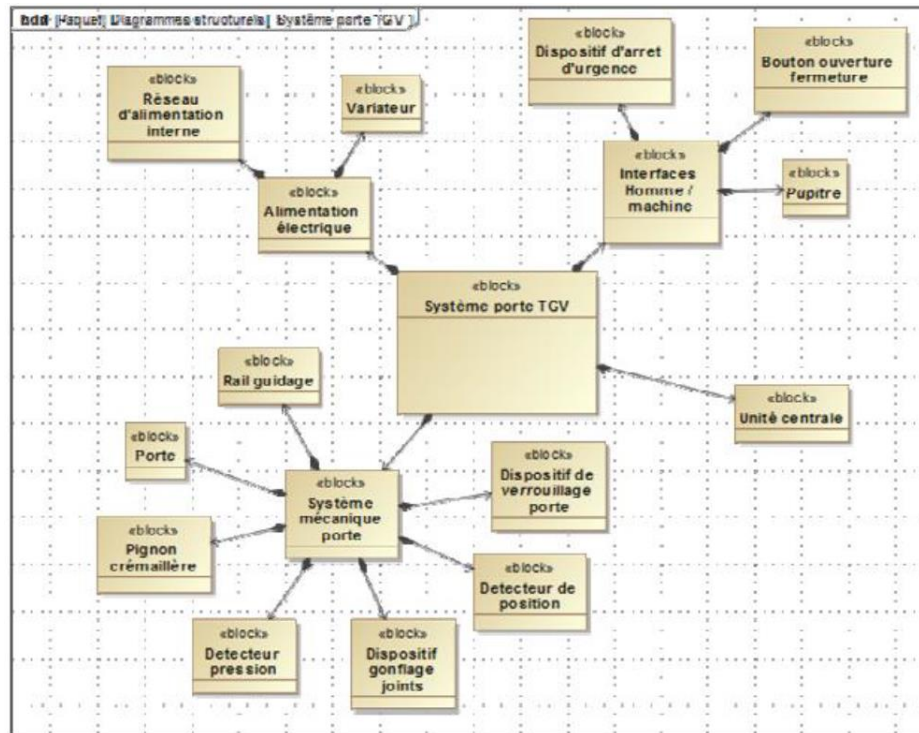 bdd [Paquet] Diagrammes structurels[ Système porte TGV ]
«block»
Réseau
d'alimentation
interne
«block»
Variateur
«block»
Dispositif d'arret
d'urgence
«block»
Bouton ouverture
fermeture
«block»
Alimentation
électrique
«block»
Interfaces
Homme /
machine
«block»
Pupitre
«block»
Système porte TGV
«block»
Rail guidage
«block»
Unité centrale
«block»
Porte
«block»
Système
mécanique
porte
«block»
Dispositif de
verrouillage
porte
«block»
Pignon
crémaillère
«block»
Detecteur de
position
«block»
Detecteur
pression
«block»
Dispositif
gonflage
joints